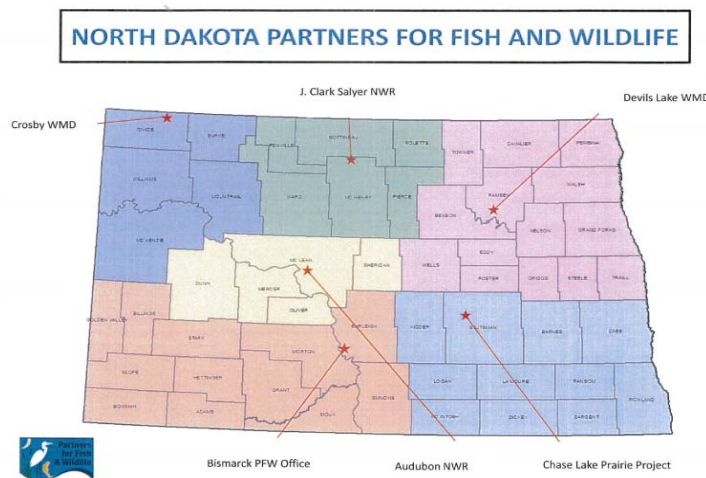 NORTH DAKOTA PARTNERS FOR FISH AND WILDLIFE
J. Clark Salyer NWR
Devils Lake WMD
Crosby WMD
DIVIDE
BURKE
RENVILLE
BOTTINEAU
ROLETTE
TOWNER
CAVALIER
PEMBINA
WILLIAMS
MOUNTRAIL
WARD
MC HENRY
PIERCE
RAMSEY
WALSH
BENSON
MC KENZIE
NELSON
GRAND FORKS
DUNN
MC LEAN
SHERIDAN
WELLS
EDDY
FOSTER
GRIGGS
STEELE
TRAILL
MERCER
OLIVER
GOLDEN VALLEY
BILLINGS
STARK
MORTON
BURLEIGH
KIDDER
STUTSMAN
BARNES
CASS
SLOPE
HETTINGER
GRANT
SIOUX
EMMONS
LOGAN
LA MOURE
RANSOM
RICHLAND
BOWMAN
ADAMS
MC INTOSH
DICKEY
SARGENT
Partners
for Fish
& Wildlife
Bismarck PFW Office
Audubon NWR
Chase Lake Prairie Project